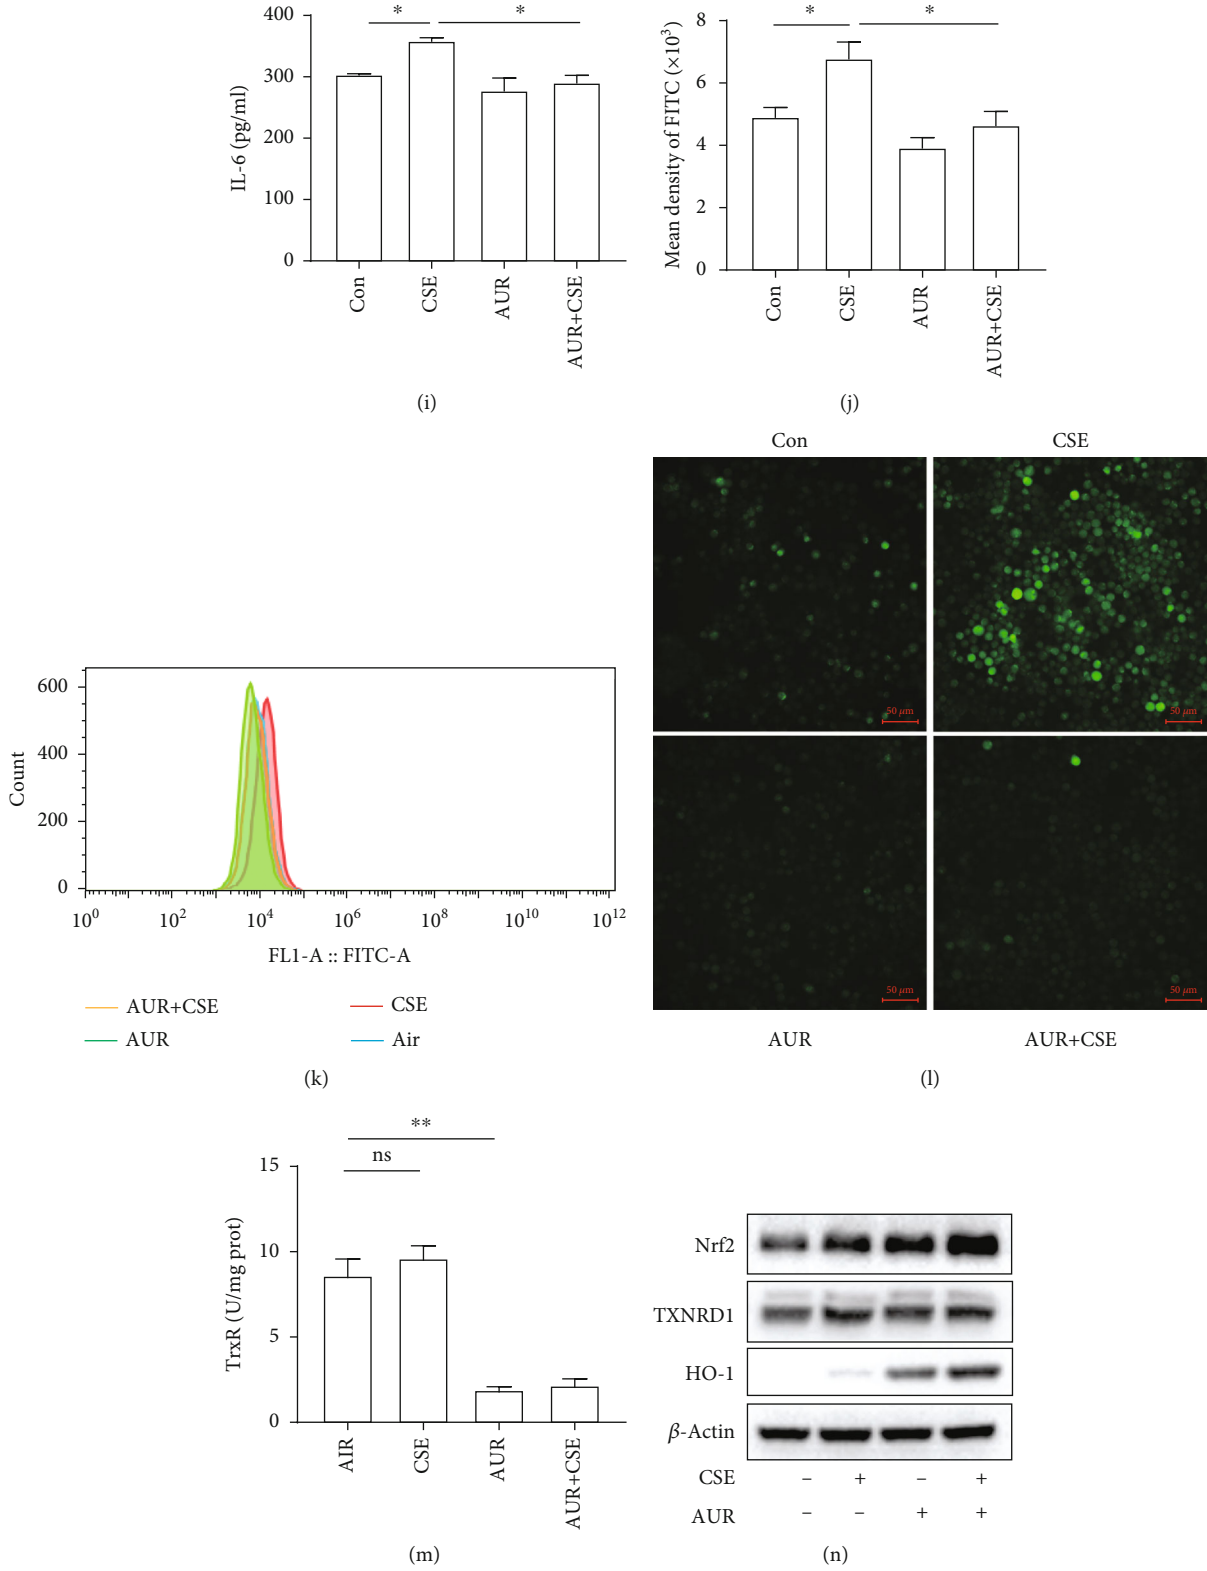 * *
400
300
200
100
0
IL-6 (pg/ml)
Con
CSE
AUR
AUR+CSE
(i)
* *
8
6
4
2
0
Mean density of FITC (×10³)
Con
CSE
AUR
AUR+CSE
(j)
600
400
200
0
Count
10⁰ 10² 10⁴ 10⁶ 10⁸ 10¹⁰ 10¹²
FL1-A :: FITC-A
AUR+CSE CSE
AUR Air
(k)
Con CSE
50 μm 50 μm
50 μm 50 μm
AUR AUR+CSE
(l)
**
ns
15
10
5
0
TrxR (U/mg prot)
AIR
CSE
AUR
AUR+CSE
(m)
Nrf2
TXNRD1
HO-1
β-Actin
CSE – + – +
AUR – – + +
(n)